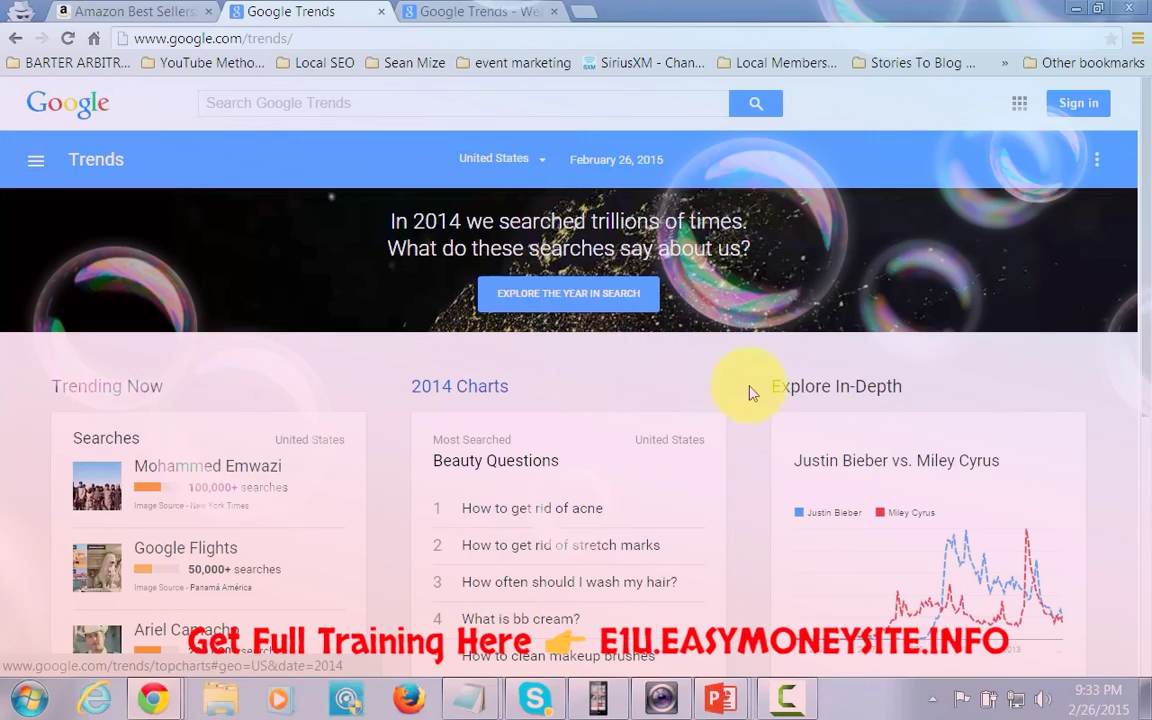 Amazon Best Sellers:
Google Trends
Google Trends - We
www.google.com/trends/
BARTER ARBITR...
YouTube Metho...
Local SEO
Sean Mize
event marketing
SiriusXM - Chan...
Local Members...
Stories To Blog ...
»
Other bookmarks
Google
Search Google Trends
Sign in
Trends
United States
February 26, 2015
In 2014 we searched trillions of times.
What do these searches say about us?
EXPLORE THE YEAR IN SEARCH
Trending Now
Searches
United States
Mohammed Emwazi
100,000+ searches
Image Source - New York Times
Google Flights
50,000+ searches
Image Source - Panamá América
Ariel Camacho
2014 Charts
Most Searched
United States
Beauty Questions
1 How to get rid of acne
2 How to get rid of stretch marks
3 How often should I wash my hair?
4 What is bb cream?
How to clean makeup brushes
Explore In-Depth
Justin Bieber vs. Miley Cyrus
Justin Bieber
Miley Cyrus
2013
Get Full Training Here 👉 E1U.EASYMONEYSITE.INFO
www.google.com/trends/topcharts#geo=US&date=2014
9:33 PM
2/26/2015